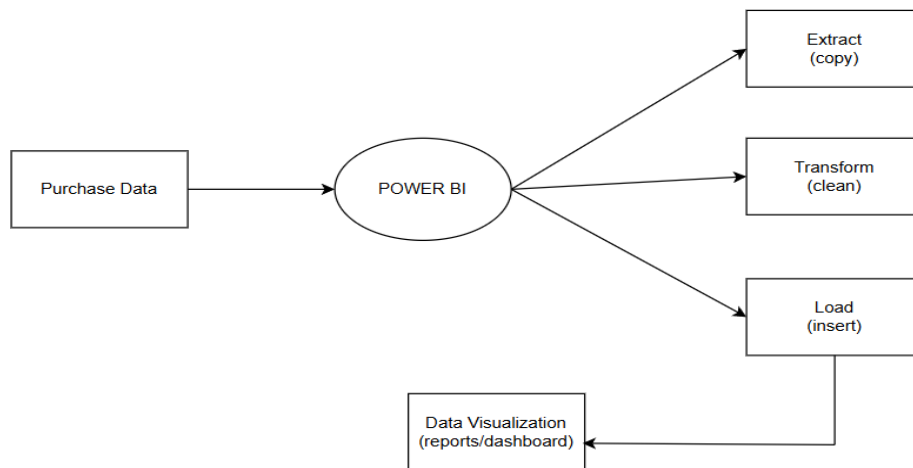 Extract
(copy)
Purchase Data
POWER BI
Transform
(clean)
Load
(insert)
Data Visualization
(reports/dashboard)